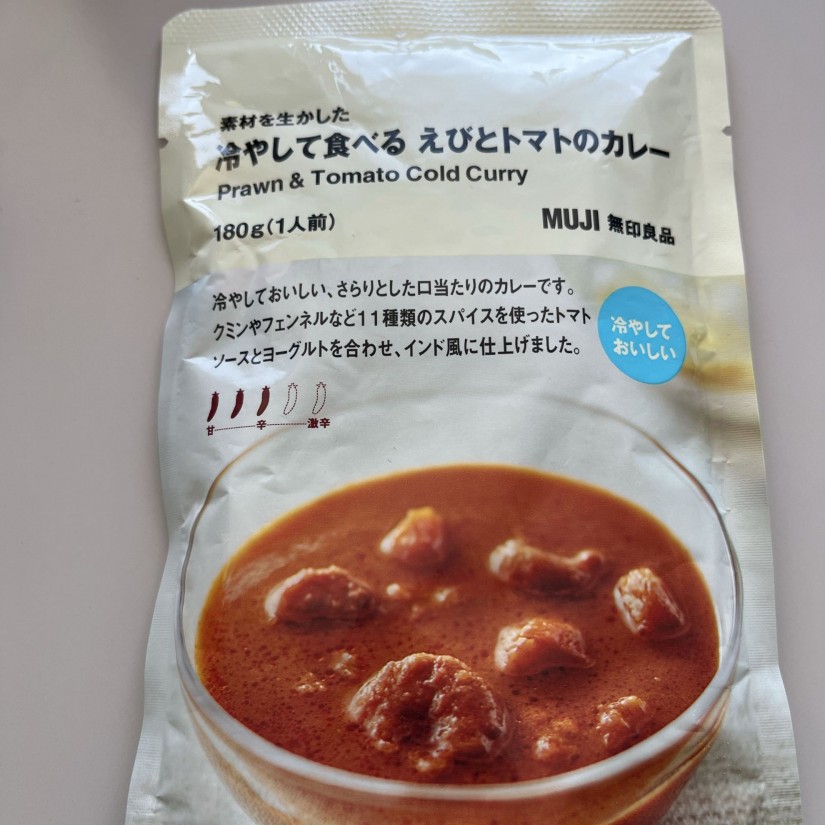 素材を生かした
冷やして食べる えびとトマトのカレー
Prawn & Tomato Cold Curry
180g(1人前)
MUJI 無印良品
冷やしておいしい、さらりとした口当たりのカレーです。
クミンやフェンネルなど11種類のスパイスを使ったトマト
ソースとヨーグルトを合わせ、インド風に仕上げました。
冷やして
おいしい
甘 辛 激辛